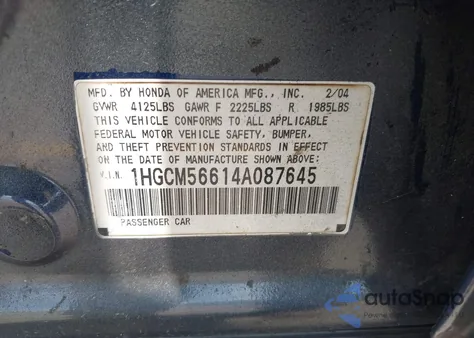 MFD. BY HONDA OF AMERICA MFG., INC. 2/04
GVWR 4125LBS GAWR F 2225LBS R 1985LBS
THIS VEHICLE CONFORMS TO ALL APPLICABLE
FEDERAL MOTOR VEHICLE SAFETY, BUMPER,
AND THEFT PREVENTION STANDARDS IN EFFECT
ON THE DATE OF MANUFACTURE SHOWN ABOVE:
V.I.N. 1HGCM56614A087645
PASSENGER CAR
autoSnap